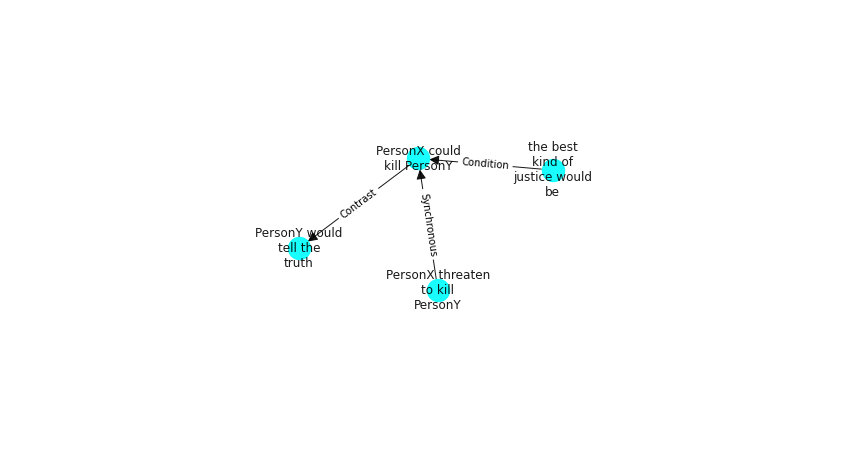 the best
kind of
justice would
be
PersonX could
kill PersonY
Condition
Contrast
Synchronous
PersonY would
tell the
truth
PersonX threaten
to kill
PersonY